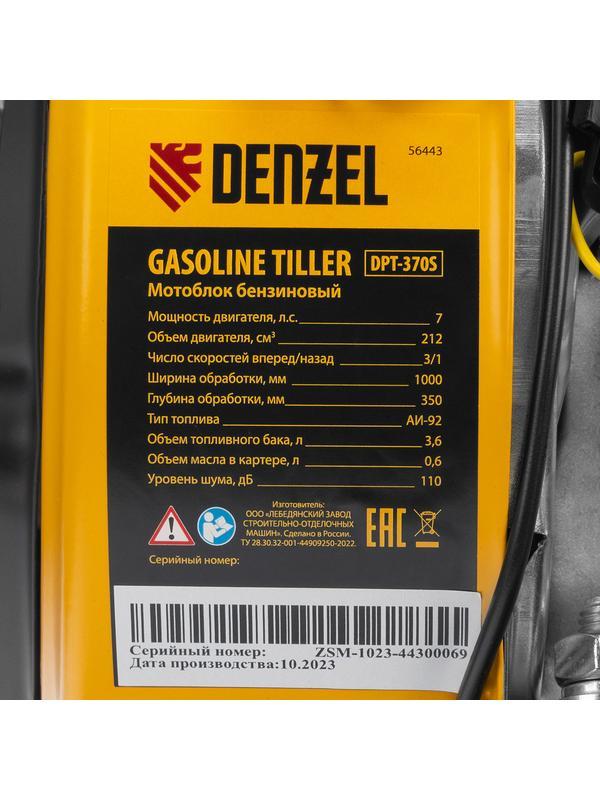 DENZEL
56443
GASOLINE TILLER DPT-370S
Мотоблок бензиновый
Мощность двигателя, л.с. 7
Объем двигателя, см³ 212
Число скоростей вперед/назад 3/1
Ширина обработки, мм 1000
Глубина обработки, мм 350
Тип топлива АИ-92
Объем топливного бака, л 3,6
Объем масла в картере, л 0,6
Уровень шума, дБ 110
Изготовитель:
ООО «ЛЕБЕДЯНСКИЙ ЗАВОД
СТРОИТЕЛЬНО-ОТДЕЛОЧНЫХ
МАШИН». Сделано в России.
ТУ 28.30.32-001-44909250-2022.
EAC
Серийный номер:
Серийный номер: ZSM-1023-44300069
Дата производства:10.2023